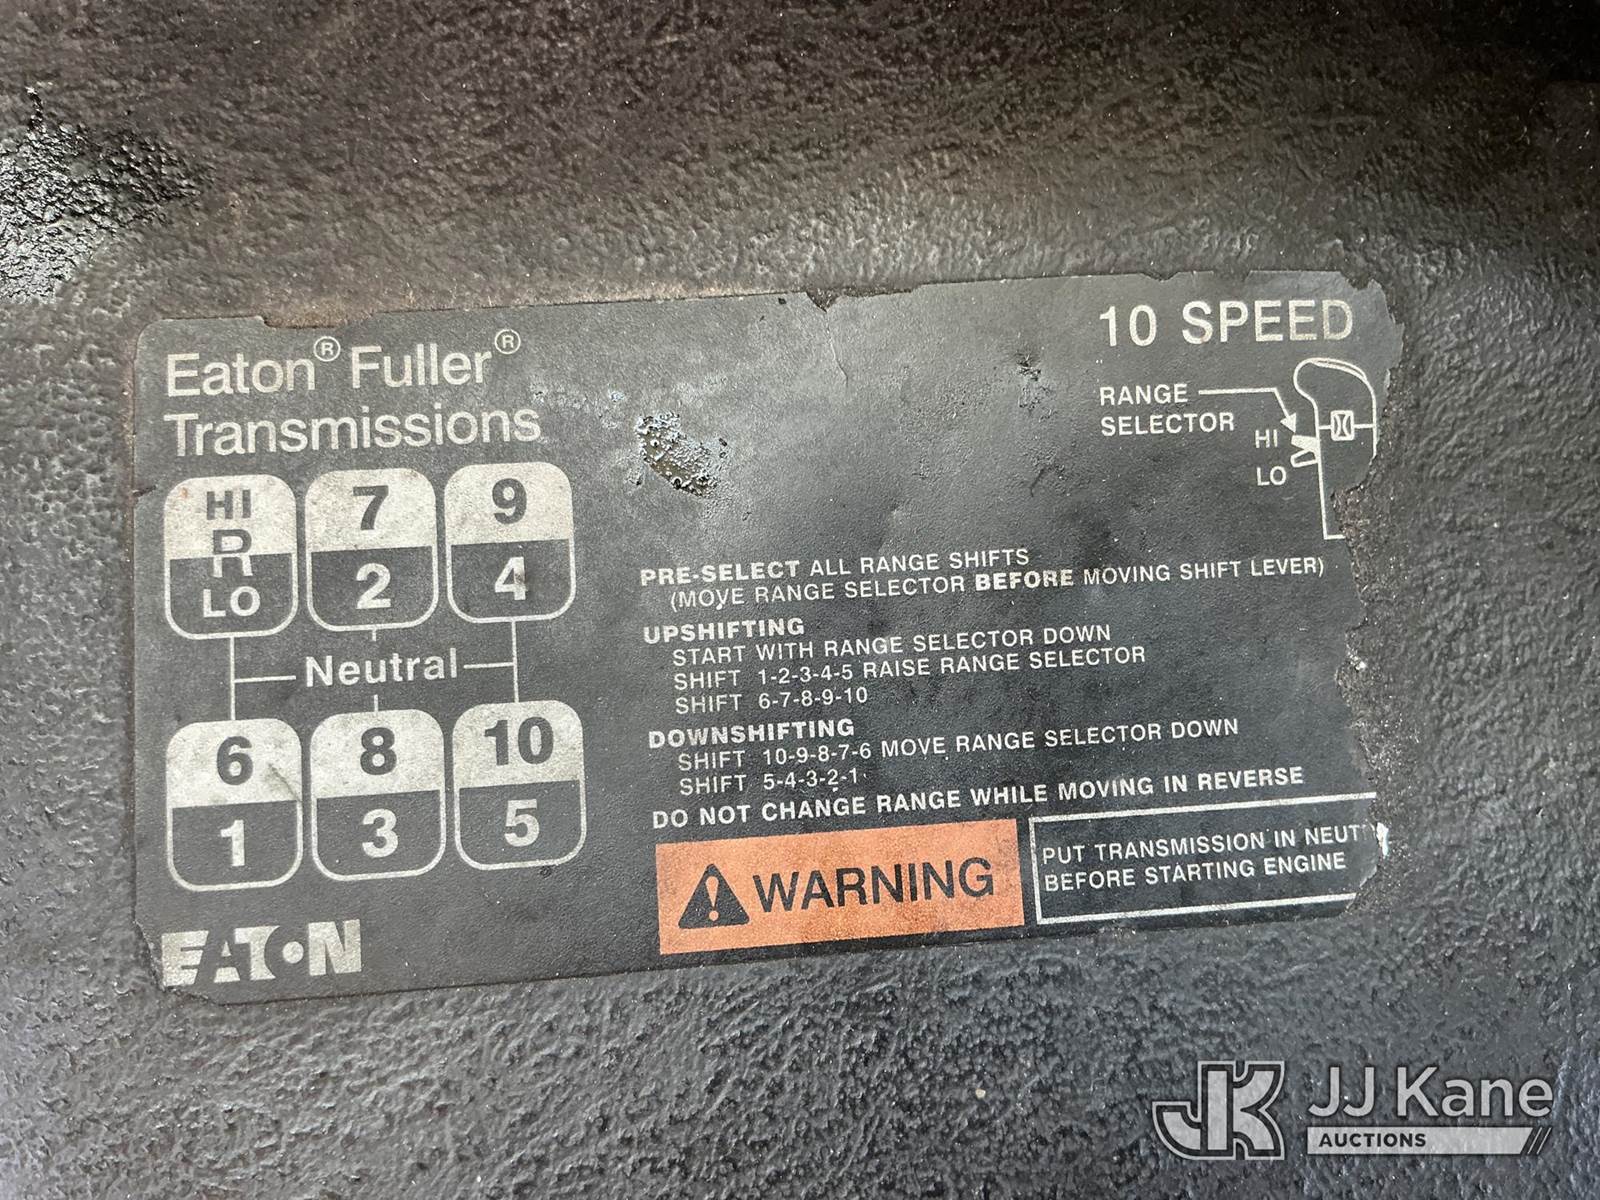 Eaton® Fuller®
Transmissions
HI
R
LO
7
2
9
4
Neutral
6
1
8
3
10
5
EATON
10 SPEED
RANGE
SELECTOR
HI
LO
PRE-SELECT ALL RANGE SHIFTS
(MOVE RANGE SELECTOR BEFORE MOVING SHIFT LEVER)
UPSHIFTING
START WITH RANGE SELECTOR DOWN
SHIFT 1-2-3-4-5 RAISE RANGE SELECTOR
SHIFT 6-7-8-9-10
DOWNSHIFTING
SHIFT 10-9-8-7-6 MOVE RANGE SELECTOR DOWN
SHIFT 5-4-3-2-1
DO NOT CHANGE RANGE WHILE MOVING IN REVERSE
WARNING
PUT TRANSMISSION IN NEUT
BEFORE STARTING ENGINE
JK JJ Kane
AUCTIONS